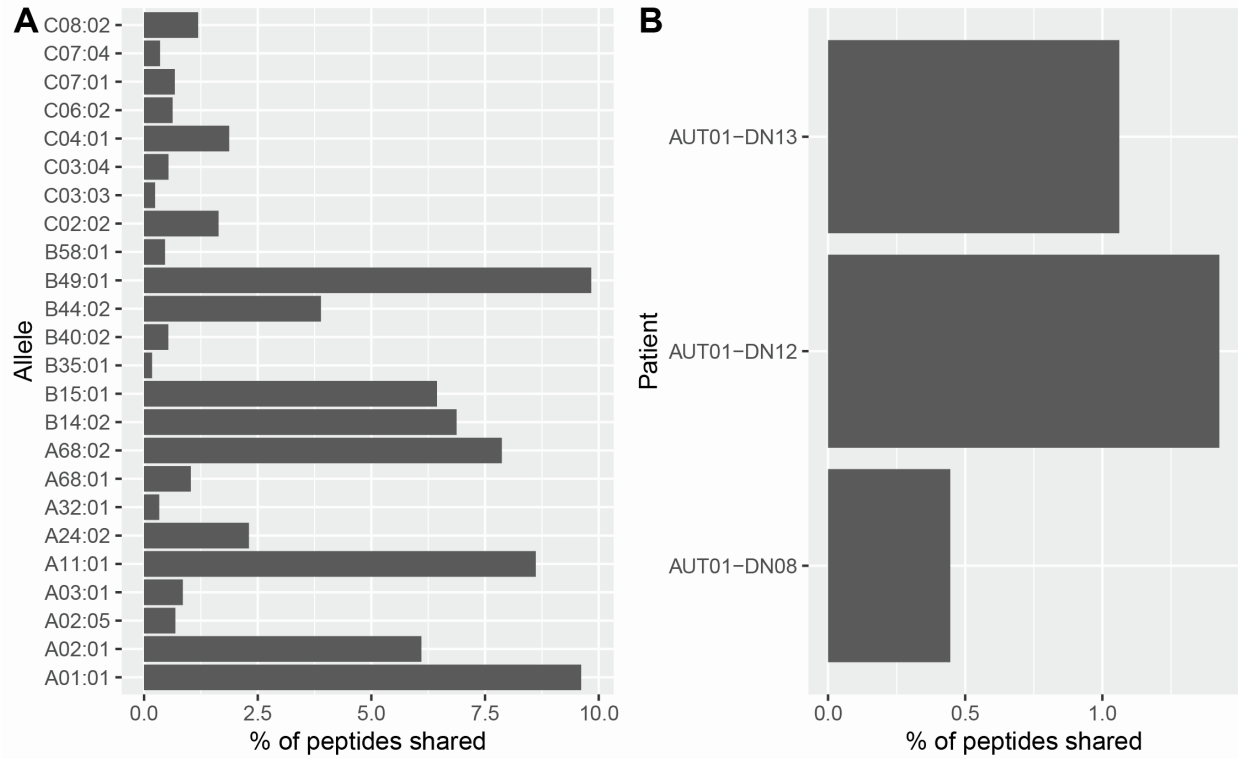 A
C08:02
C07:04
C07:01
C06:02
C04:01
C03:04
C03:03
C02:02
B58:01
B49:01
B44:02
B40:02
B35:01
B15:01
B14:02
A68:02
A68:01
A32:01
A24:02
A11:01
A03:01
A02:05
A02:01
A01:01
Allele
0.0 2.5 5.0 7.5 10.0
% of peptides shared
B
AUT01−DN13
AUT01−DN12
AUT01−DN08
Patient
0.0 0.5 1.0
% of peptides shared